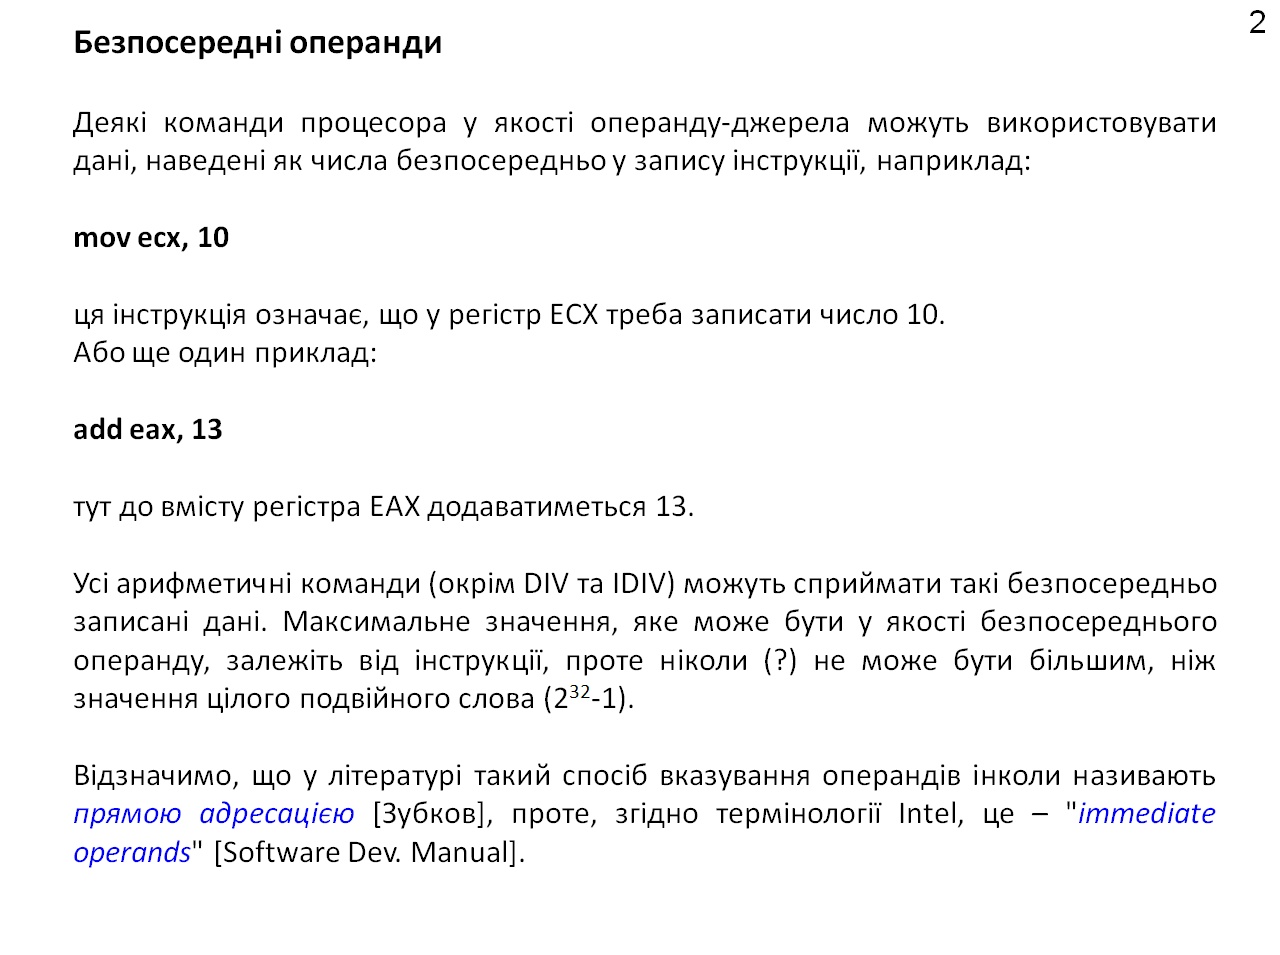 2
Безпосередні операнди
Деякі команди процесора у якості операнду-джерела можуть використовувати
дані, наведені як числа безпосередньо у запису інструкції, наприклад:
mov ecx, 10
ця інструкція означає, що у регістр ECX треба записати число 10.
Або ще один приклад:
add eax, 13
тут до вмісту регістра EAX додаватиметься 13.
Усі арифметичні команди (окрім DIV та IDIV) можуть сприймати такі безпосередньо
записані дані. Максимальне значення, яке може бути у якості безпосереднього
операнду, залежіть від інструкції, проте ніколи (?) не може бути більшим, ніж
значення цілого подвійного слова (2³²-1).
Відзначимо, що у літературі такий спосіб вказування операндів інколи називають
прямою адресацією [Зубков], проте, згідно термінології Intel, це – "immediate
operands" [Software Dev. Manual].